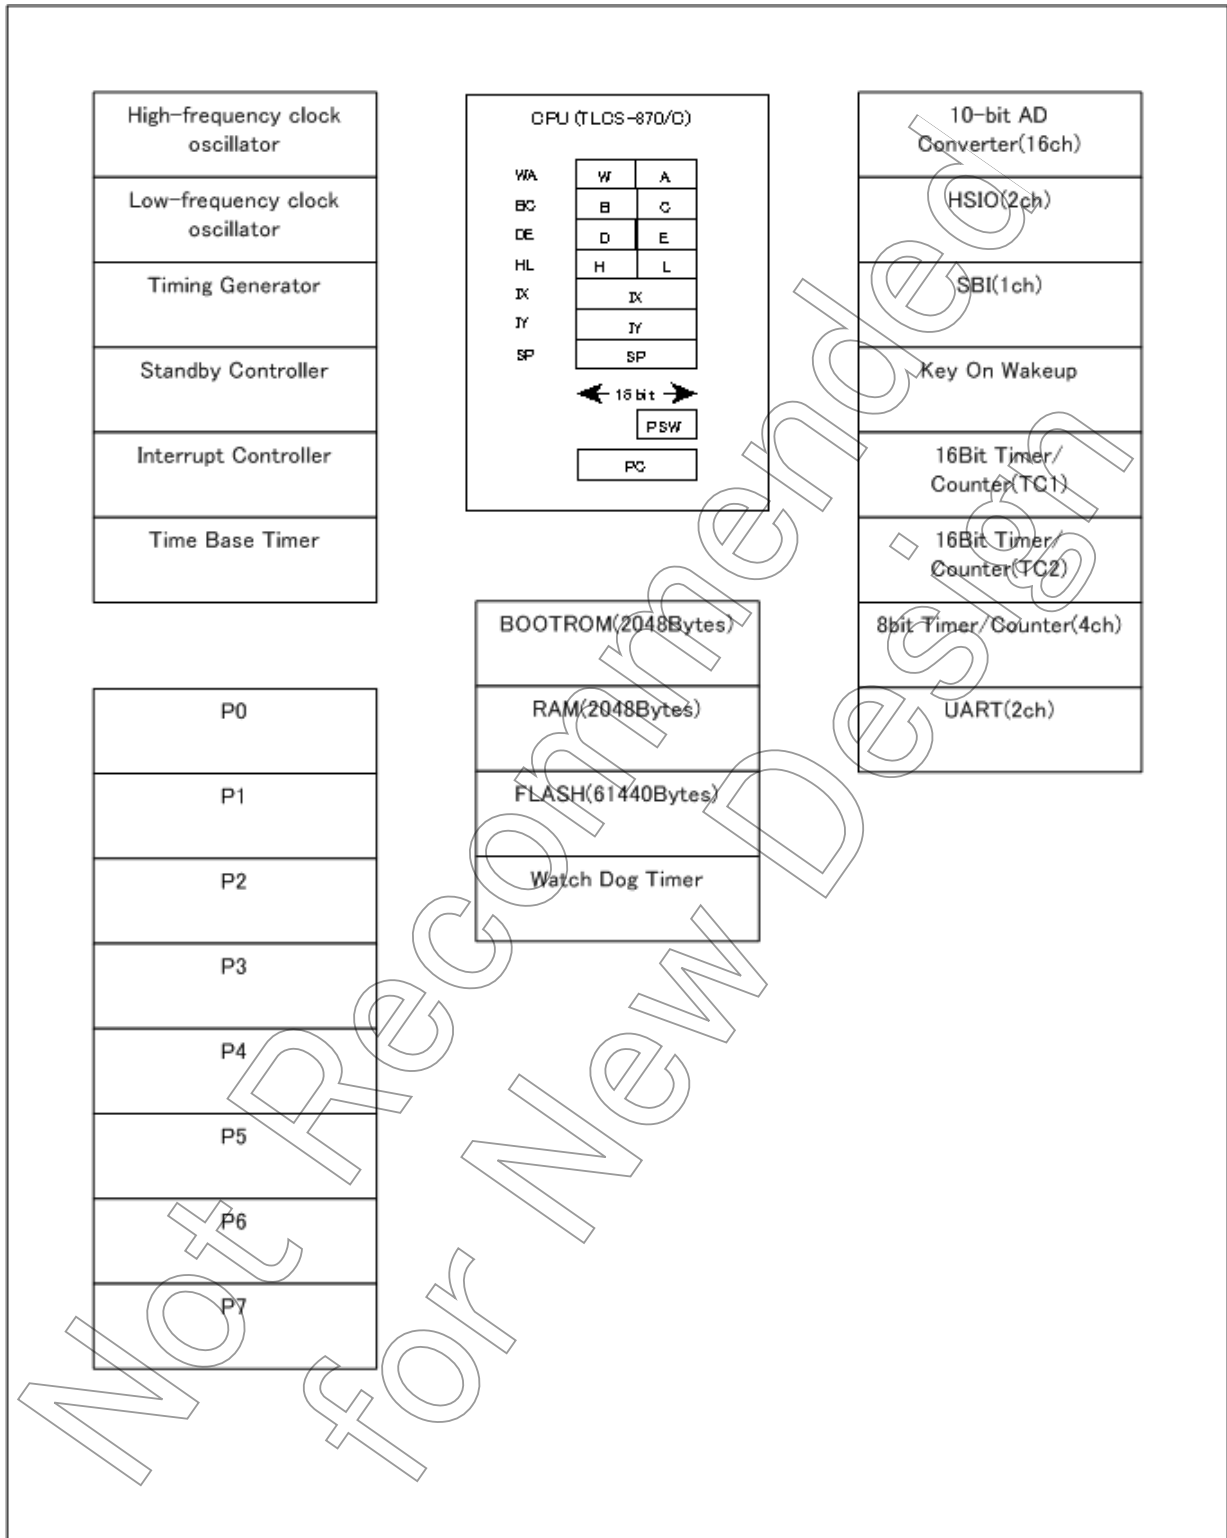 High-frequency clock
oscillator
Low-frequency clock
oscillator
Timing Generator
Standby Controller
Interrupt Controller
Time Base Timer
CPU (TLCS-870/C)
WA W A
BC B C
DE D E
HL H L
IX IX
IY IY
SP SP
16 bit
PSW
PC
10-bit AD
Converter(16ch)
HSIO(2ch)
SBI(1ch)
Key On Wakeup
16Bit Timer/
Counter(TC1)
16Bit Timer/
Counter(TC2)
8bit Timer/Counter(4ch)
UART(2ch)
BOOTROM(2048Bytes)
RAM(2048Bytes)
FLASH(61440Bytes)
Watch Dog Timer
P0
P1
P2
P3
P4
P5
P6
P7
Not Recommended
for New Design